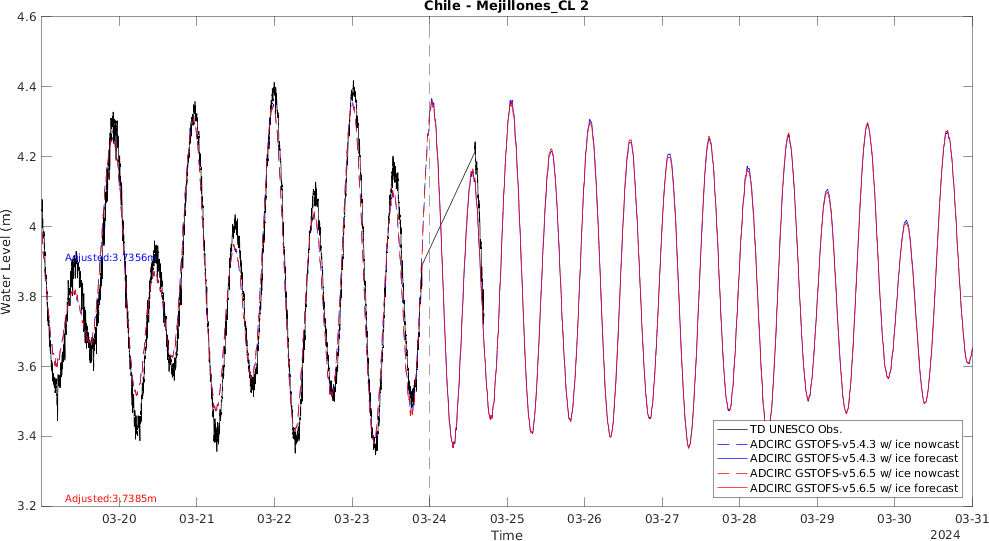 Chile - Mejillones_CL 2
4.6
4.4
4.2
4
3.8
3.6
3.4
3.2
Water Level (m)
Adjusted:3.7356m
Adjusted:3.7385m
TD UNESCO Obs.
ADCIRC GSTOFS-v5.4.3 w/ ice nowcast
ADCIRC GSTOFS-v5.4.3 w/ ice forecast
ADCIRC GSTOFS-v5.6.5 w/ ice nowcast
ADCIRC GSTOFS-v5.6.5 w/ ice forecast
03-20 03-21 03-22 03-23 03-24 03-25 03-26 03-27 03-28 03-29 03-30 03-31
Time
2024